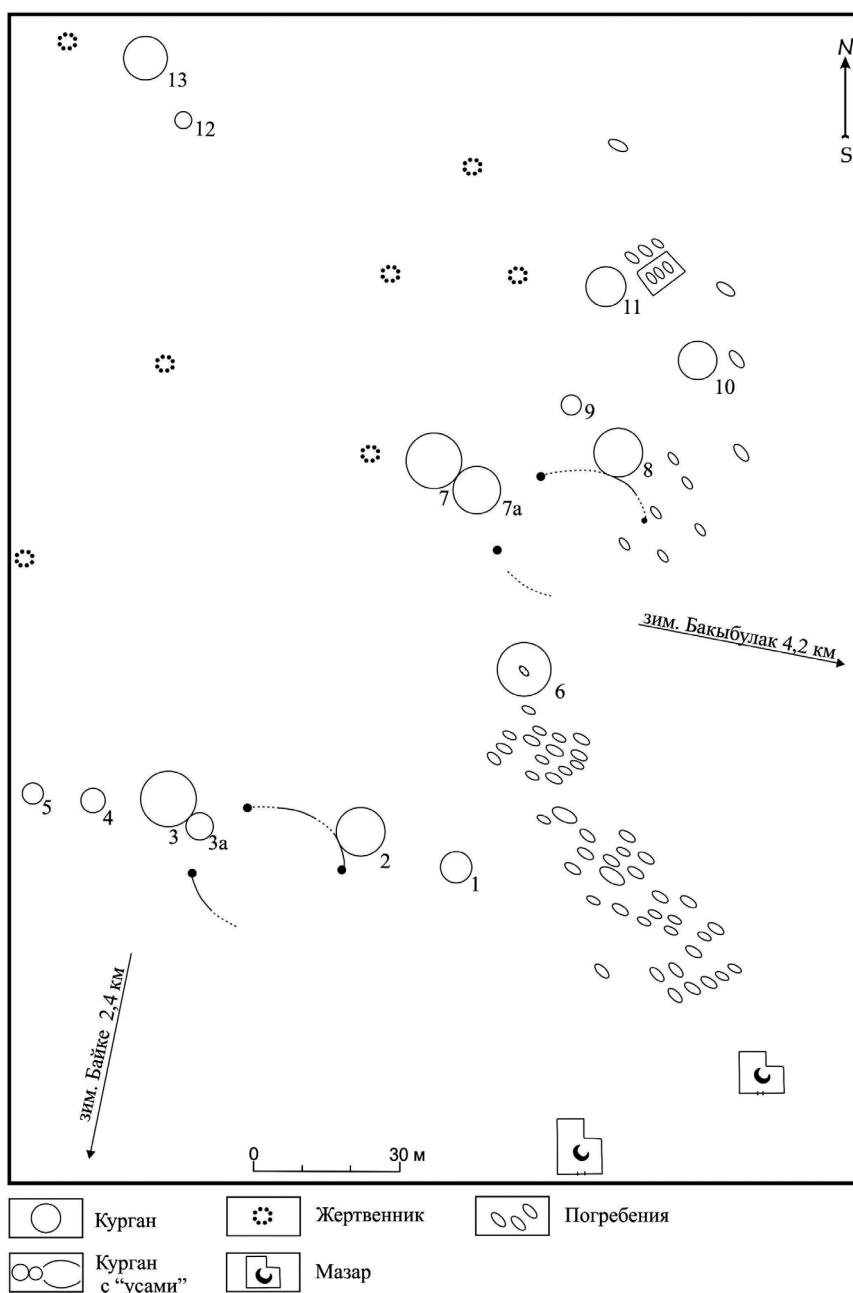 N
S
13
12
11
10
9
8
7
7а
зим. Бакыбулак 4,2 км
6
5
4
3
3а
2
1
зим. Байке 2,4 км
0 30 м
Курган
Жертвенник
Погребения
Курган
с “усами”
Мазар